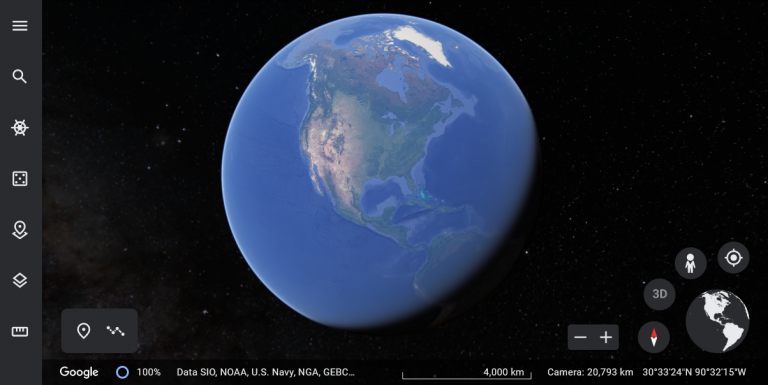 3D
Google 100% Data SIO, NOAA, U.S. Navy, NGA, GEBC... 4,000 km Camera: 20,793 km 30°33'24"N 90°32'15"W